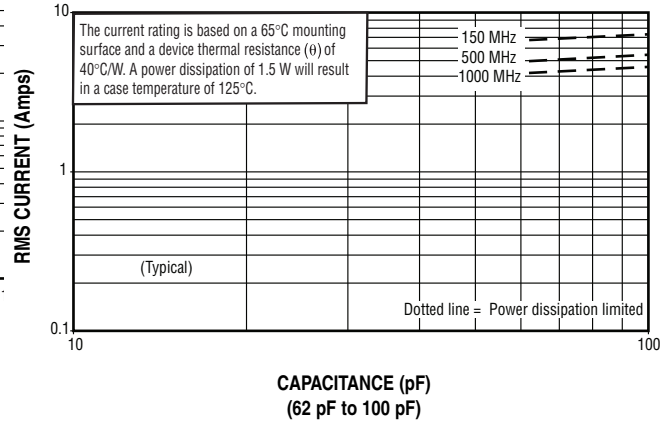 10
The current rating is based on a 65°C mounting
surface and a device thermal resistance (θ) of
40°C/W. A power dissipation of 1.5 W will result
in a case temperature of 125°C.
150 MHz
500 MHz
1000 MHz
RMS CURRENT (Amps)
1
(Typical)
Dotted line = Power dissipation limited
0.1
10
100
CAPACITANCE (pF)
(62 pF to 100 pF)